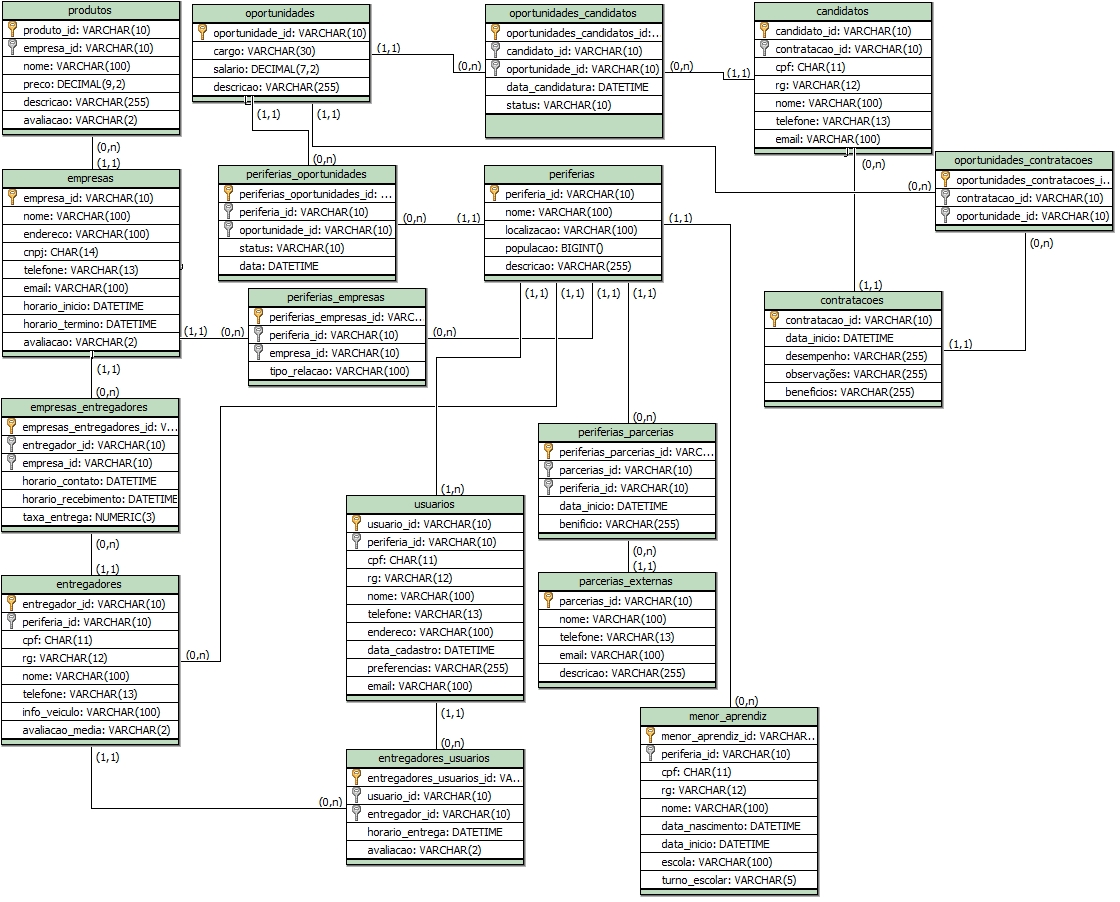 produtos
produto_id: VARCHAR(10)
empresa_id: VARCHAR(10)
nome: VARCHAR(100)
preco: DECIMAL(9,2)
descricao: VARCHAR(255)
avaliacao: VARCHAR(2)
(0,n)
(1,1)
oportunidades
oportunidade_id: VARCHAR(10)
cargo: VARCHAR(30)
salario: DECIMAL(7,2)
descricao: VARCHAR(255)
(1,1)
(0,n)
(1,1)
(1,1)
(0,n)
oportunidades_candidatos
oportunidades_candidatos_id:..
candidato_id: VARCHAR(10)
oportunidade_id: VARCHAR(10)
data_candidatura: DATETIME
status: VARCHAR(10)
(0,n)
(1,1)
candidatos
candidato_id: VARCHAR(10)
contratacao_id: VARCHAR(10)
cpf: CHAR(11)
rg: VARCHAR(12)
nome: VARCHAR(100)
telefone: VARCHAR(13)
email: VARCHAR(100)
(0,n)
(1,1)
oportunidades_contratacoes
oportunidades_contratacoes_i..
contratacao_id: VARCHAR(10)
oportunidade_id: VARCHAR(10)
(0,n)
(0,n)
(1,1)
empresas
empresa_id: VARCHAR(10)
nome: VARCHAR(100)
endereco: VARCHAR(100)
cnpj: CHAR(14)
telefone: VARCHAR(13)
email: VARCHAR(100)
horario_inicio: DATETIME
horario_termino: DATETIME
avaliacao: VARCHAR(2)
(1,1)
(0,n)
(1,1)
(0,n)
periferias_oportunidades
periferias_oportunidades_id: ...
periferia_id: VARCHAR(10)
oportunidade_id: VARCHAR(10)
status: VARCHAR(10)
data: DATETIME
(0,n)
(1,1)
periferias
periferia_id: VARCHAR(10)
nome: VARCHAR(100)
localizacao: VARCHAR(100)
populacao: BIGINT()
descricao: VARCHAR(255)
(1,1)
(1,1)
(1,1)
(1,1)
(1,1)
periferias_empresas
periferias_empresas_id: VARC...
periferia_id: VARCHAR(10)
empresa_id: VARCHAR(10)
tipo_relacao: VARCHAR(100)
(0,n)
contratacoes
contratacao_id: VARCHAR(10)
data_inicio: DATETIME
desempenho: VARCHAR(255)
observações: VARCHAR(255)
beneficios: VARCHAR(255)
empresas_entregadores
empresas_entregadores_id: V...
entregador_id: VARCHAR(10)
empresa_id: VARCHAR(10)
horario_contato: DATETIME
horario_recebimento: DATETIME
taxa_entrega: NUMERIC(3)
(0,n)
(1,1)
(0,n)
periferias_parcerias
periferias_parcerias_id: VARC...
parcerias_id: VARCHAR(10)
periferia_id: VARCHAR(10)
data_inicio: DATETIME
benificio: VARCHAR(255)
(0,n)
(1,1)
(1,n)
usuarios
usuario_id: VARCHAR(10)
periferia_id: VARCHAR(10)
cpf: CHAR(11)
rg: VARCHAR(12)
nome: VARCHAR(100)
telefone: VARCHAR(13)
endereco: VARCHAR(100)
data_cadastro: DATETIME
preferencias: VARCHAR(255)
email: VARCHAR(100)
(1,1)
(0,n)
parcerias_externas
parcerias_id: VARCHAR(10)
nome: VARCHAR(100)
telefone: VARCHAR(13)
email: VARCHAR(100)
descricao: VARCHAR(255)
entregadores
entregador_id: VARCHAR(10)
periferia_id: VARCHAR(10)
cpf: CHAR(11)
rg: VARCHAR(12)
nome: VARCHAR(100)
telefone: VARCHAR(13)
info_veiculo: VARCHAR(100)
avaliacao_media: VARCHAR(2)
(0,n)
(1,1)
(0,n)
entregadores_usuarios
entregadores_usuarios_id: VA..
usuario_id: VARCHAR(10)
entregador_id: VARCHAR(10)
horario_entrega: DATETIME
avaliacao: VARCHAR(2)
(0,n)
menor_aprendiz
menor_aprendiz_id: VARCHAR..
periferia_id: VARCHAR(10)
cpf: CHAR(11)
rg: VARCHAR(12)
nome: VARCHAR(100)
data_nascimento: DATETIME
data_inicio: DATETIME
escola: VARCHAR(100)
turno_escolar: VARCHAR(5)